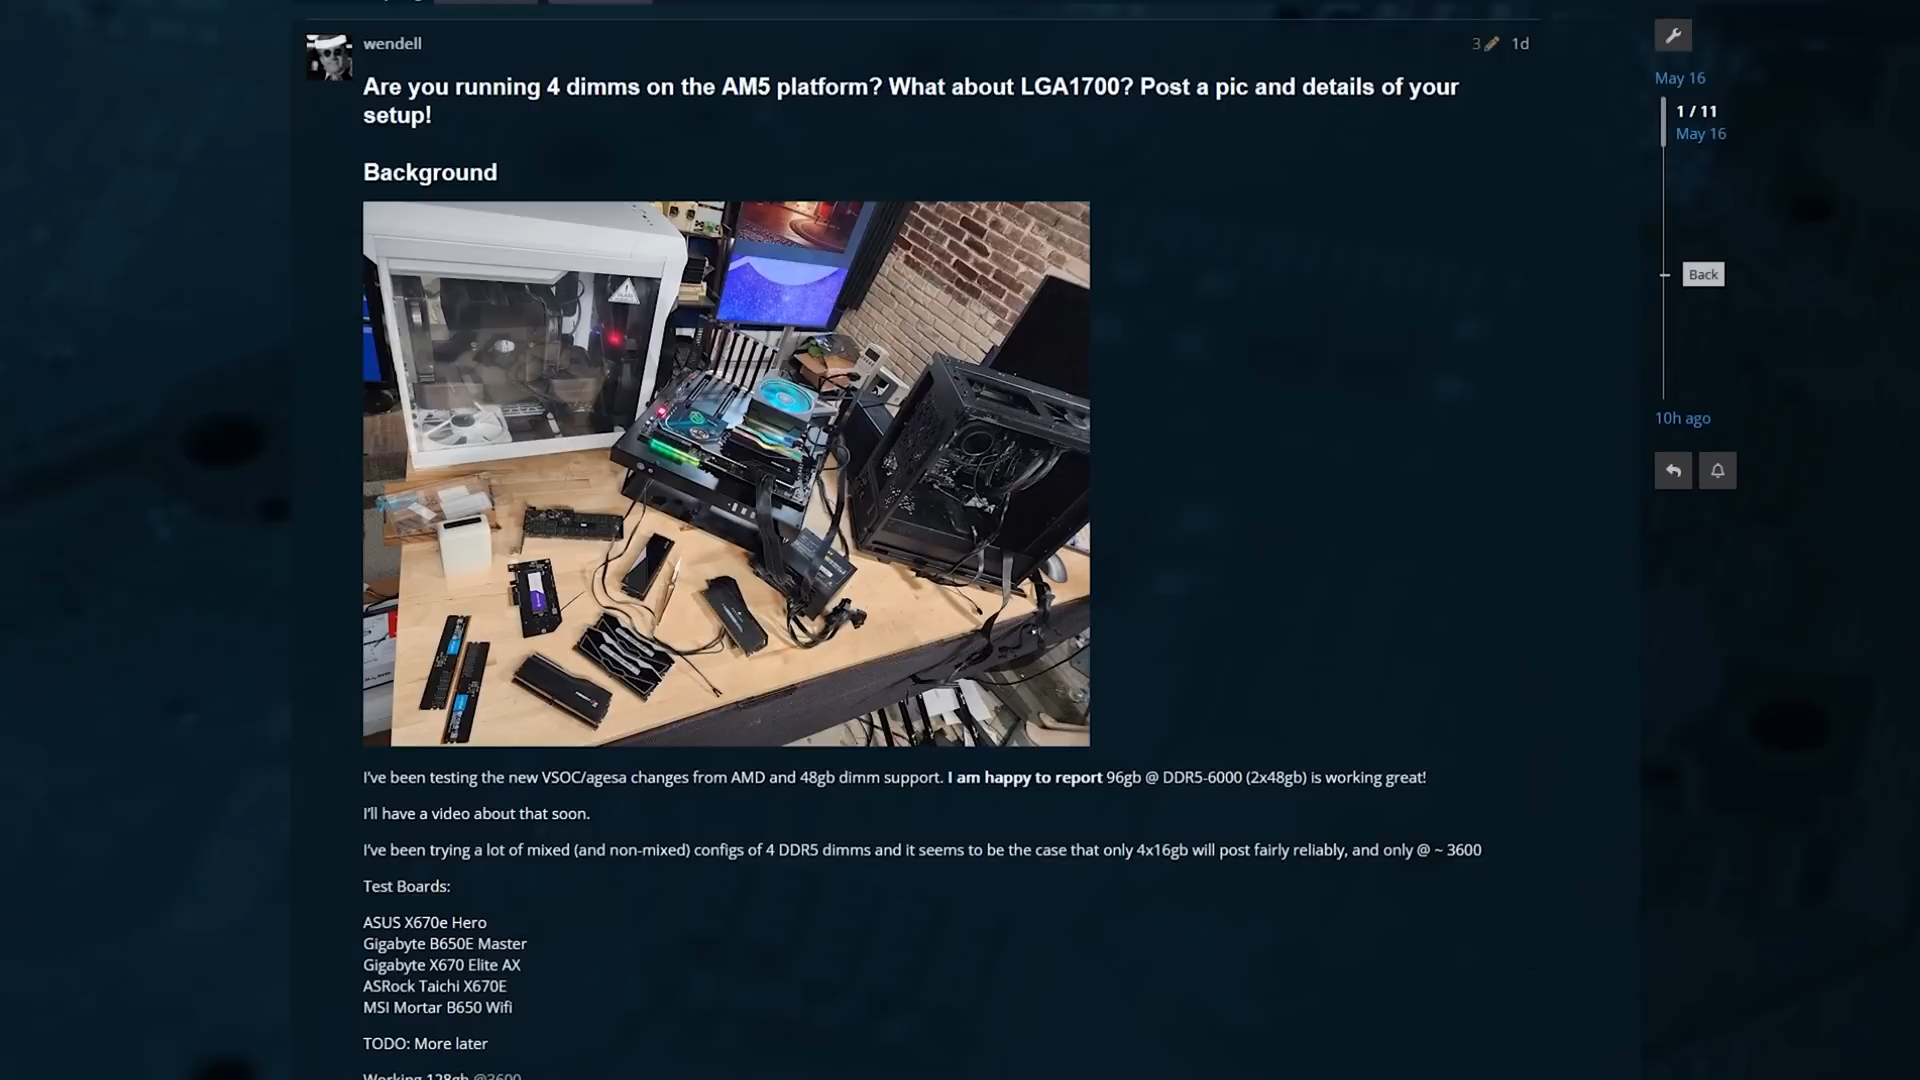 wendell
3
1d
Are you running 4 dimms on the AM5 platform? What about LGA1700? Post a pic and details of your
setup!
Background
I've been testing the new VSOC/agesa changes from AMD and 48gb dimm support. I am happy to report 96gb @ DDR5-6000 (2x48gb) is working great!
I'll have a video about that soon.
I've been trying a lot of mixed (and non-mixed) configs of 4 DDR5 dimms and it seems to be the case that only 4x16gb will post fairly reliably, and only @ ~ 3600
Test Boards:
ASUS X670e Hero
Gigabyte B650E Master
Gigabyte X670 Elite AX
ASRock Taichi X670E
MSI Mortar B650 Wifi
TODO: More later
Working 128gb @3600
May 16
1 / 11
May 16
Back
10h ago